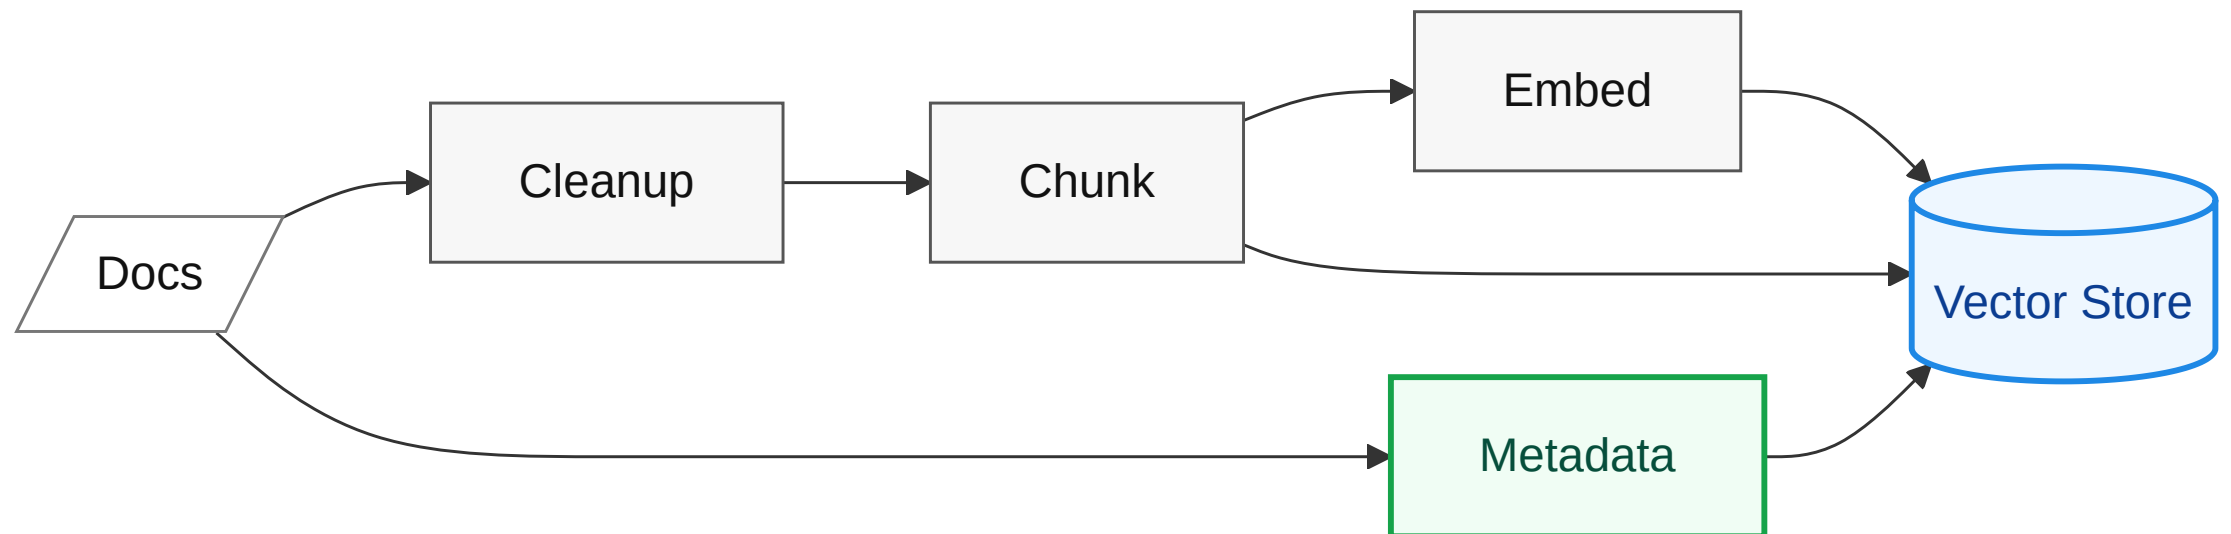 Docs
Cleanup
Chunk
Embed
Vector Store
Metadata